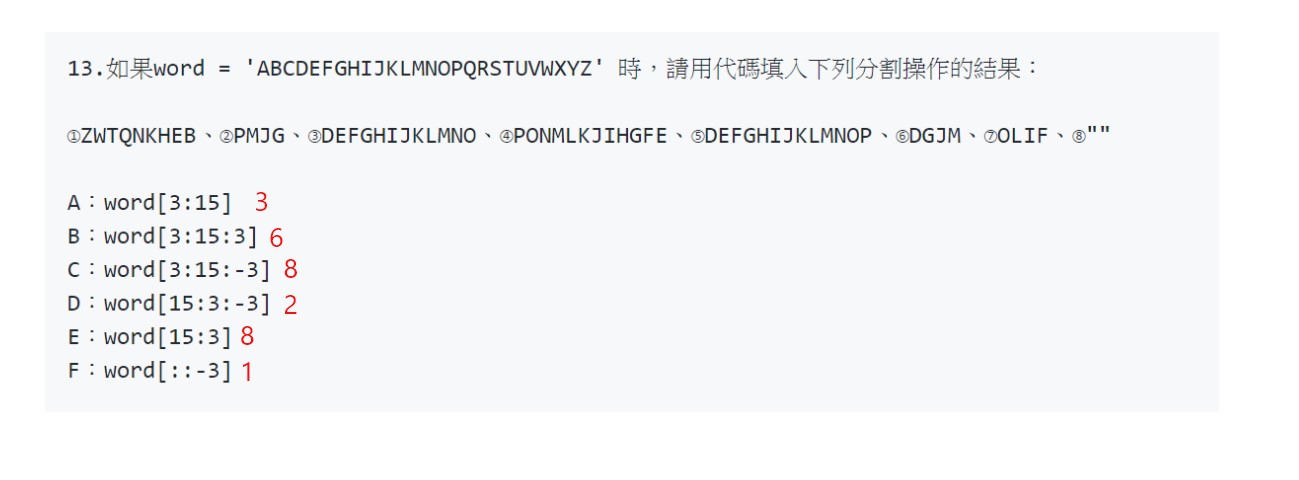 13.如果word = 'ABCDEFGHIJKLMNOPQRSTUVWXYZ' 時，請用代碼填入下列分割操作的結果：
①ZWTQNKHEB、②PMJG、③DEFGHIJKLMNO、④PONMLKJIHGFE、⑤DEFGHIJKLMNOP、⑥DGJM、⑦OLIF、⑧""
A：word[3:15] 3
B：word[3:15:3] 6
C：word[3:15:-3] 8
D：word[15:3:-3] 2
E：word[15:3] 8
F：word[::-3] 1